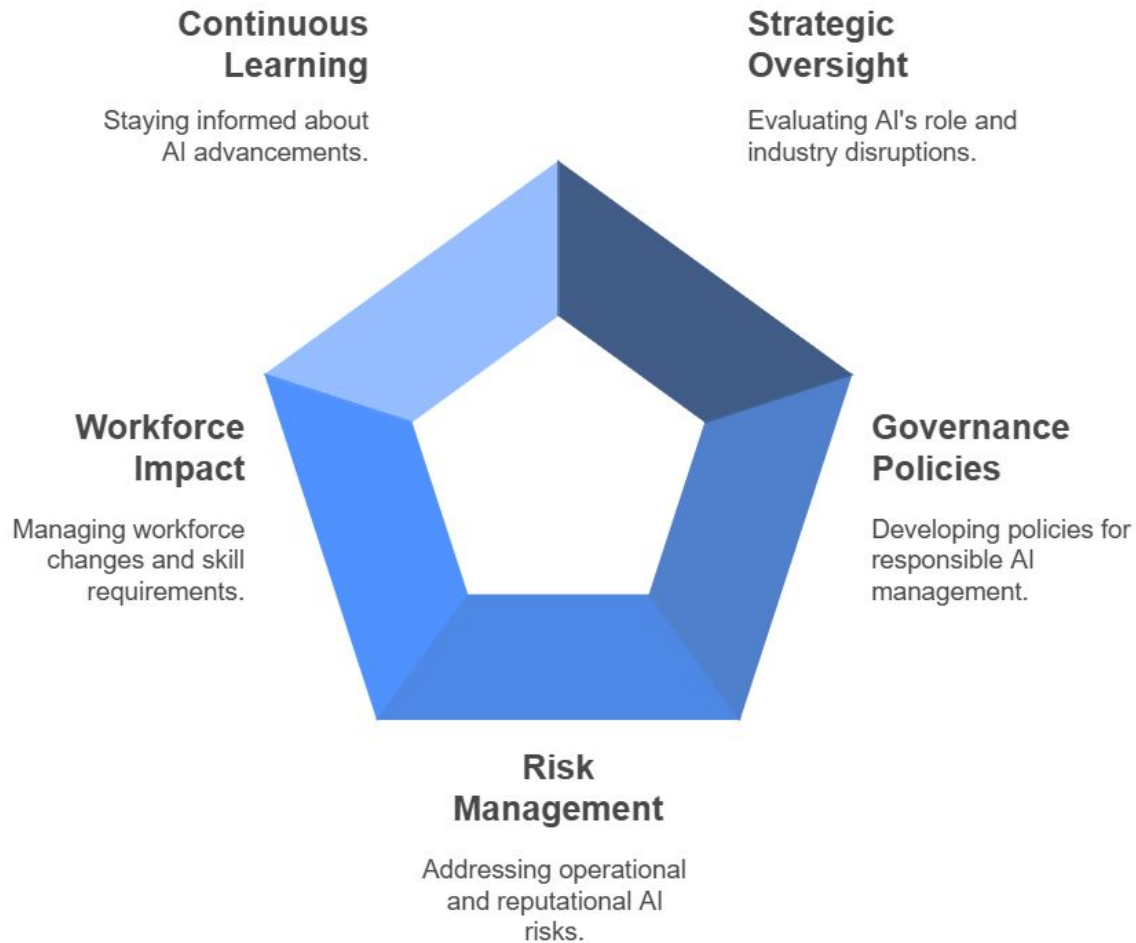 Continuous
Learning
Staying informed about
AI advancements.
Strategic
Oversight
Evaluating AI's role and
industry disruptions.
Workforce
Impact
Managing workforce
changes and skill
requirements.
Governance
Policies
Developing policies for
responsible AI
management.
Risk
Management
Addressing operational
and reputational AI
risks.